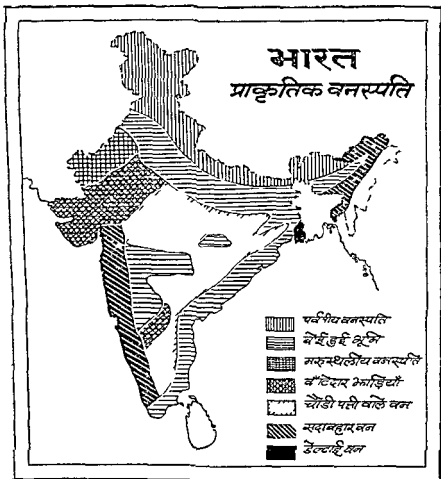 भारत
प्राकृतिक वनस्पति
पर्वतीय वनस्पति
बोई हुई भूमि
मरुस्थलीय वनस्पति
काँटेदार झाड़ियाँ
चौडी पत्ती वाले वन
सदाबहार वन
डेल्टाई वन